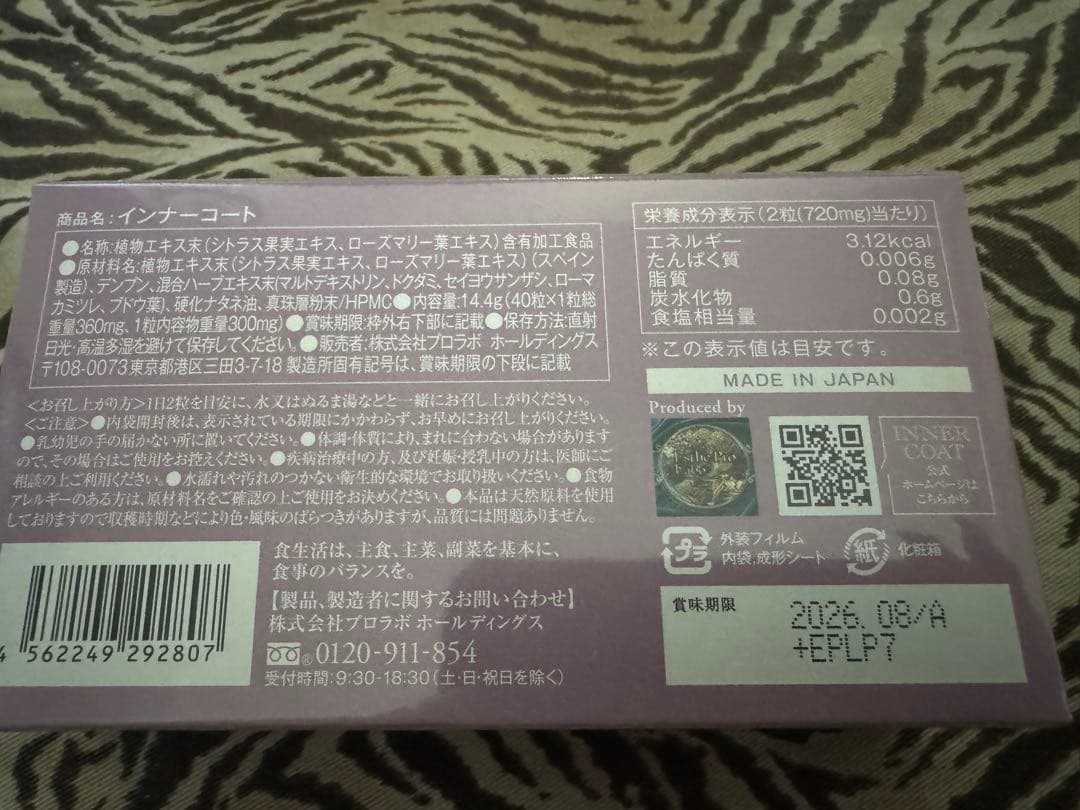 商品名:インナーコート
●名称:植物エキス末(シトラス果実エキス、ローズマリー葉エキス)含有加工食品
●原材料名:植物エキス末(シトラス果実エキス、ローズマリー葉エキス)(スペイン
製造)、デンプン、混合ハーブエキス末(マルトデキストリン、ドクダミ、セイヨウサンザシ、ローマ
カミツレ、ブドウ葉)、硬化ナタネ油、真珠層粉末/HPMC●内容量:14.4g(40粒×1粒総
重量360mg、1粒内容物重量300mg)●賞味期限:枠外右下部に記載●保存方法:直射
日光・高温多湿を避けて保存してください。●販売者:株式会社プロラボ ホールディングス
〒108-0073東京都港区三田3-7-18 製造所固有記号は、賞味期限の下段に記載
<お召し上がり方>1日2粒を目安に、水又はぬるま湯などと一緒にお召し上がりください。
<ご注意>●内袋開封後は、表示されている期限にかかわらず、お早めにお召し上がりください。
●乳幼児の手の届かない所に置いてください。●体調・体質により、まれに合わない場合があります
ので、その場合はご使用をお控えください。●疾病治療中の方、及び妊娠・授乳中の方は、医師にご
相談の上ご利用ください。●水濡れや汚れのつかない衛生的な環境でお取り扱いください。●食物
アレルギーのある方は、原材料名をご確認の上ご使用をお決めください。●本品は天然原料を使用
しておりますので収穫時期などにより色・風味のばらつきがありますが、品質には問題ありません。
食生活は、主食、主菜、副菜を基本に、
食事のバランスを。
【製品、製造者に関するお問い合わせ】
株式会社プロラボ ホールディングス
0120-911-854
受付時間:9:30-18:30(土・日・祝日を除く)
4 562249 292807
栄養成分表示(2粒(720mg)当たり)
エネルギー 3.12kcal
たんぱく質 0.006g
脂質 0.08g
炭水化物 0.6g
食塩相当量 0.002g
※この表示値は目安です。
MADE IN JAPAN
Produced by
Esthe Pro
Labo
INNER
COAT
公式
ホームページは
こちらから
プラ
外装フィルム
内袋,成形シート
紙
化粧箱
賞味期限
2026.08/A
+EPLP7